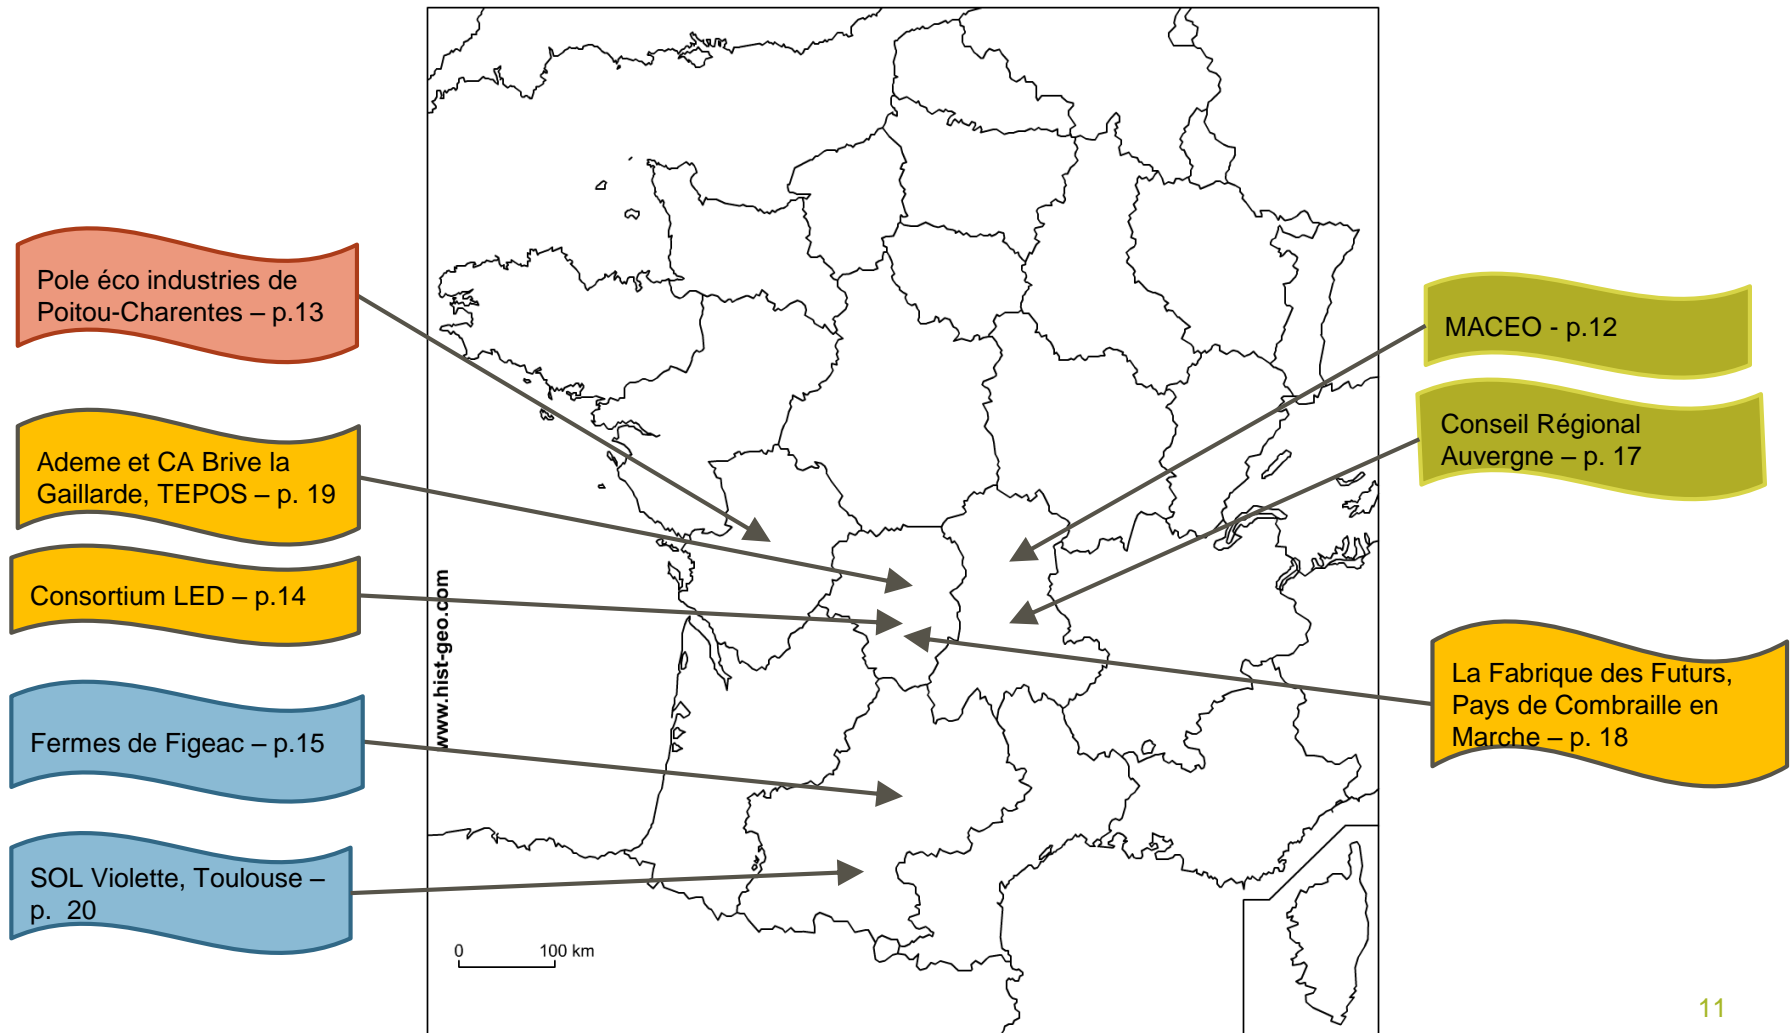 Pole éco industries de
Poitou-Charentes – p.13
Ademe et CA Brive la
Gaillarde, TEPOS – p. 19
Consortium LED – p.14
Fermes de Figeac – p.15
SOL Violette, Toulouse –
p. 20
www.hist-geo.com
0 100 km
MACEO - p.12
Conseil Régional
Auvergne – p. 17
La Fabrique des Futurs,
Pays de Combraille en
Marche – p. 18
11